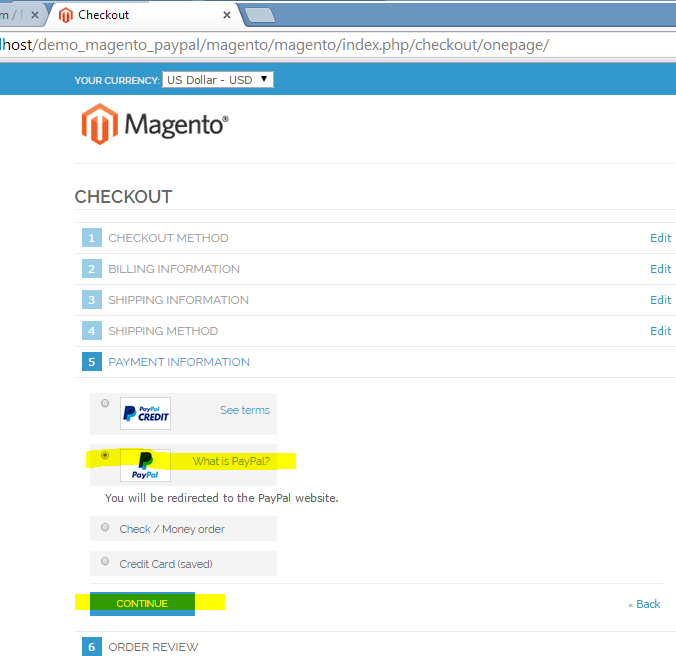 m / M
Checkout
lhost/demo_magento_paypal/magento/magento/index.php/checkout/onepage/
YOUR CURRENCY: US Dollar - USD
Magento®
CHECKOUT
1 CHECKOUT METHOD Edit
2 BILLING INFORMATION Edit
3 SHIPPING INFORMATION Edit
4 SHIPPING METHOD Edit
5 PAYMENT INFORMATION
PayPal CREDIT See terms
PayPal What is PayPal?
You will be redirected to the PayPal website.
Check / Money order
Credit Card (saved)
CONTINUE « Back
6 ORDER REVIEW